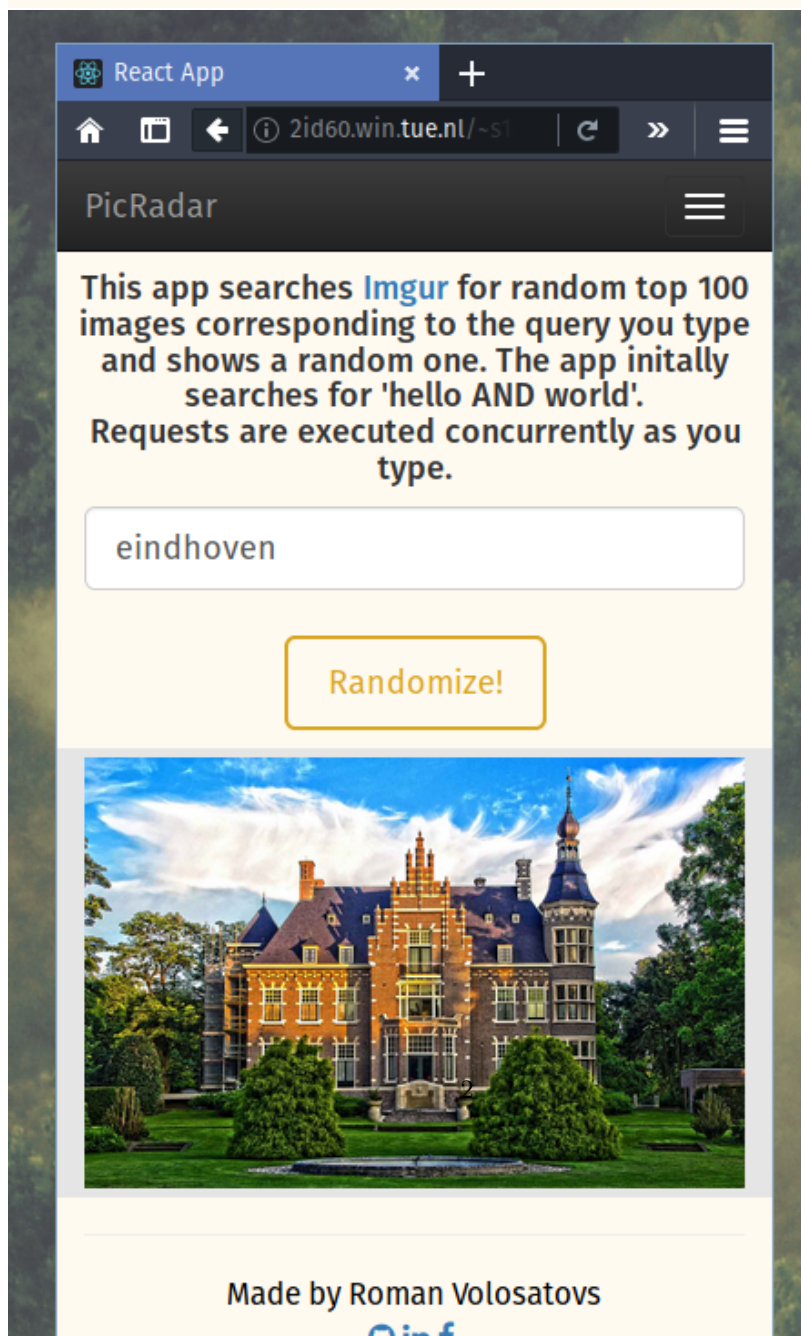 React App
2id60.win.tue.nl/~s1
PicRadar
This app searches Imgur for random top 100
images corresponding to the query you type
and shows a random one. The app initally
searches for 'hello AND world'.
Requests are executed concurrently as you
type.
eindhoven
Randomize!
2
Made by Roman Volosatovs